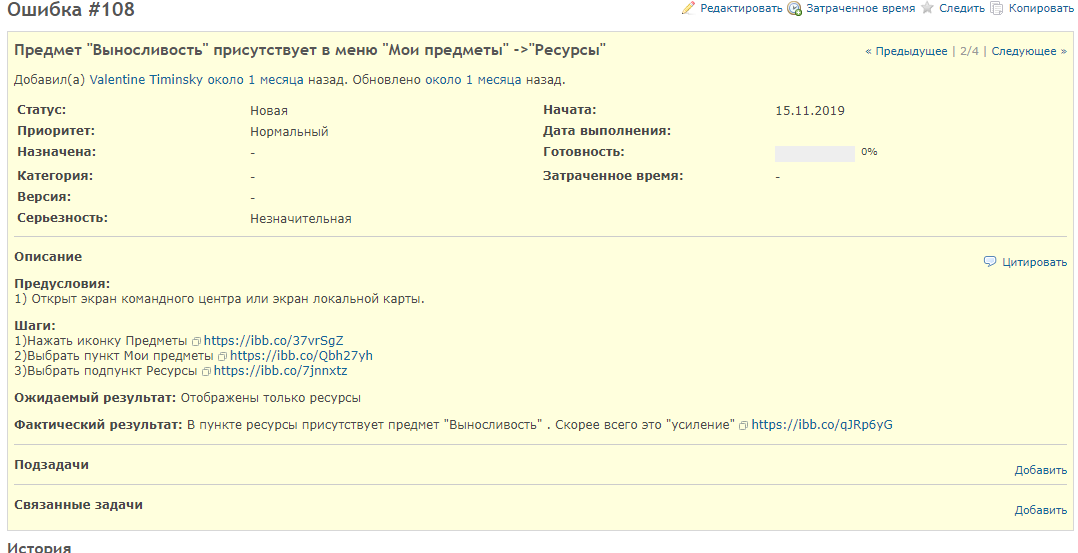 Ошибка #108
Редактировать Затраченное время Следить Копировать
Предмет "Выносливость" присутствует в меню "Мои предметы" ->"Ресурсы"
« Предыдущее | 2/4 | Следующее »
Добавил(а) Valentine Timinsky около 1 месяца назад. Обновлено около 1 месяца назад.
Статус: Новая Начата: 15.11.2019
Приоритет: Нормальный Дата выполнения:
Назначена: - Готовность: 0%
Категория: - Затраченное время: -
Версия: -
Серьезность: Незначительная
Описание
Цитировать
Предусловия:
1) Открыт экран командного центра или экран локальной карты.
Шаги:
1)Нажать иконку Предметы https://ibb.co/37vrSgZ
2)Выбрать пункт Мои предметы https://ibb.co/Qbh27yh
3)Выбрать подпункт Ресурсы https://ibb.co/7jnnxtz
Ожидаемый результат: Отображены только ресурсы
Фактический результат: В пункте ресурсы присутствует предмет "Выносливость" . Скорее всего это "усиление" https://ibb.co/qJRp6yG
Подзадачи
Добавить
Связанные задачи
Добавить
История